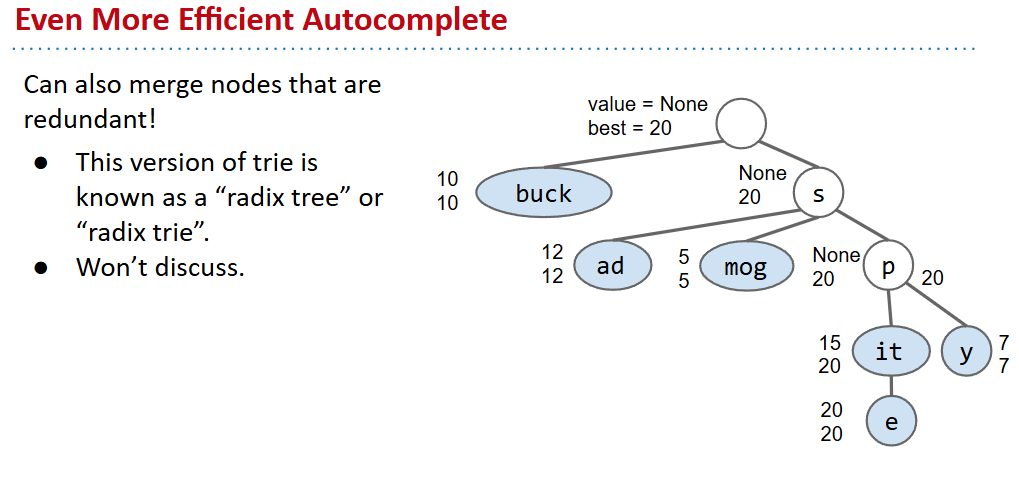 Even More Efficient Autocomplete
Can also merge nodes that are
redundant!
● This version of trie is
known as a “radix tree” or
“radix trie”.
● Won’t discuss.
value = None
best = 20
10
10
buck
None
20
s
12
12
ad
5
5
mog
None
20
p
20
15
20
it
y
7
7
20
20
e